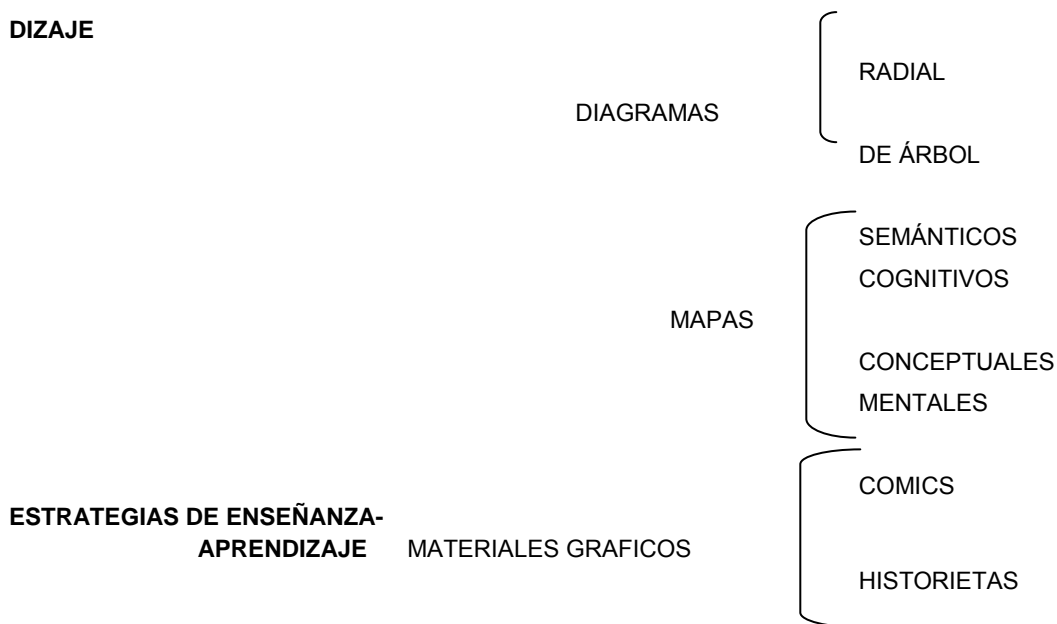 DIZAJE
RADIAL
DIAGRAMAS
DE ÁRBOL
SEMÁNTICOS
COGNITIVOS
MAPAS
CONCEPTUALES
MENTALES
COMICS
ESTRATEGIAS DE ENSEÑANZA-
APRENDIZAJE MATERIALES GRAFICOS
HISTORIETAS